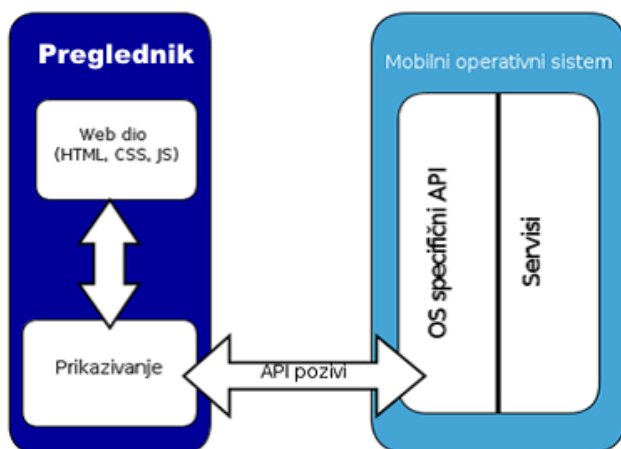 Preglednik
Web dio
(HTML, CSS, JS)
Prikazivanje
API pozivi
Mobilni operativni sistem
OS specifični API
Servisi